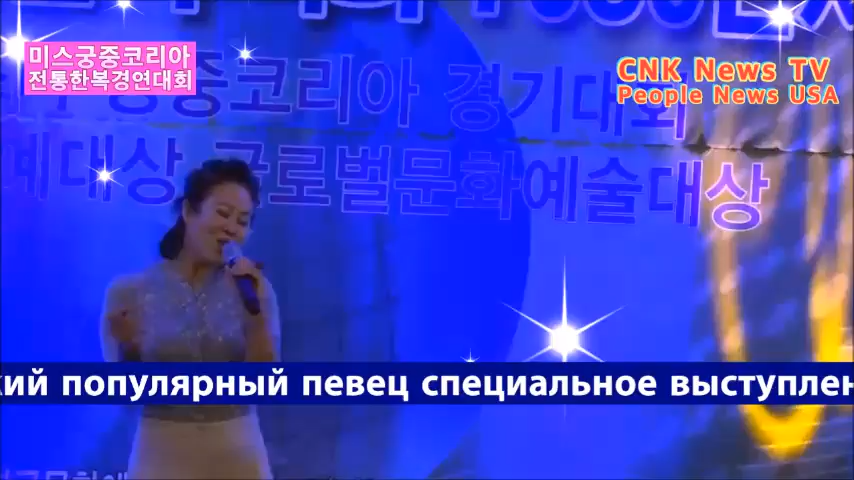 미스궁중코리아
전통한복경연대회
CNK News TV
People News USA
중코리아 경기대회
예대상 글로벌문화예술대상
кий популярный певец специальное выступлен